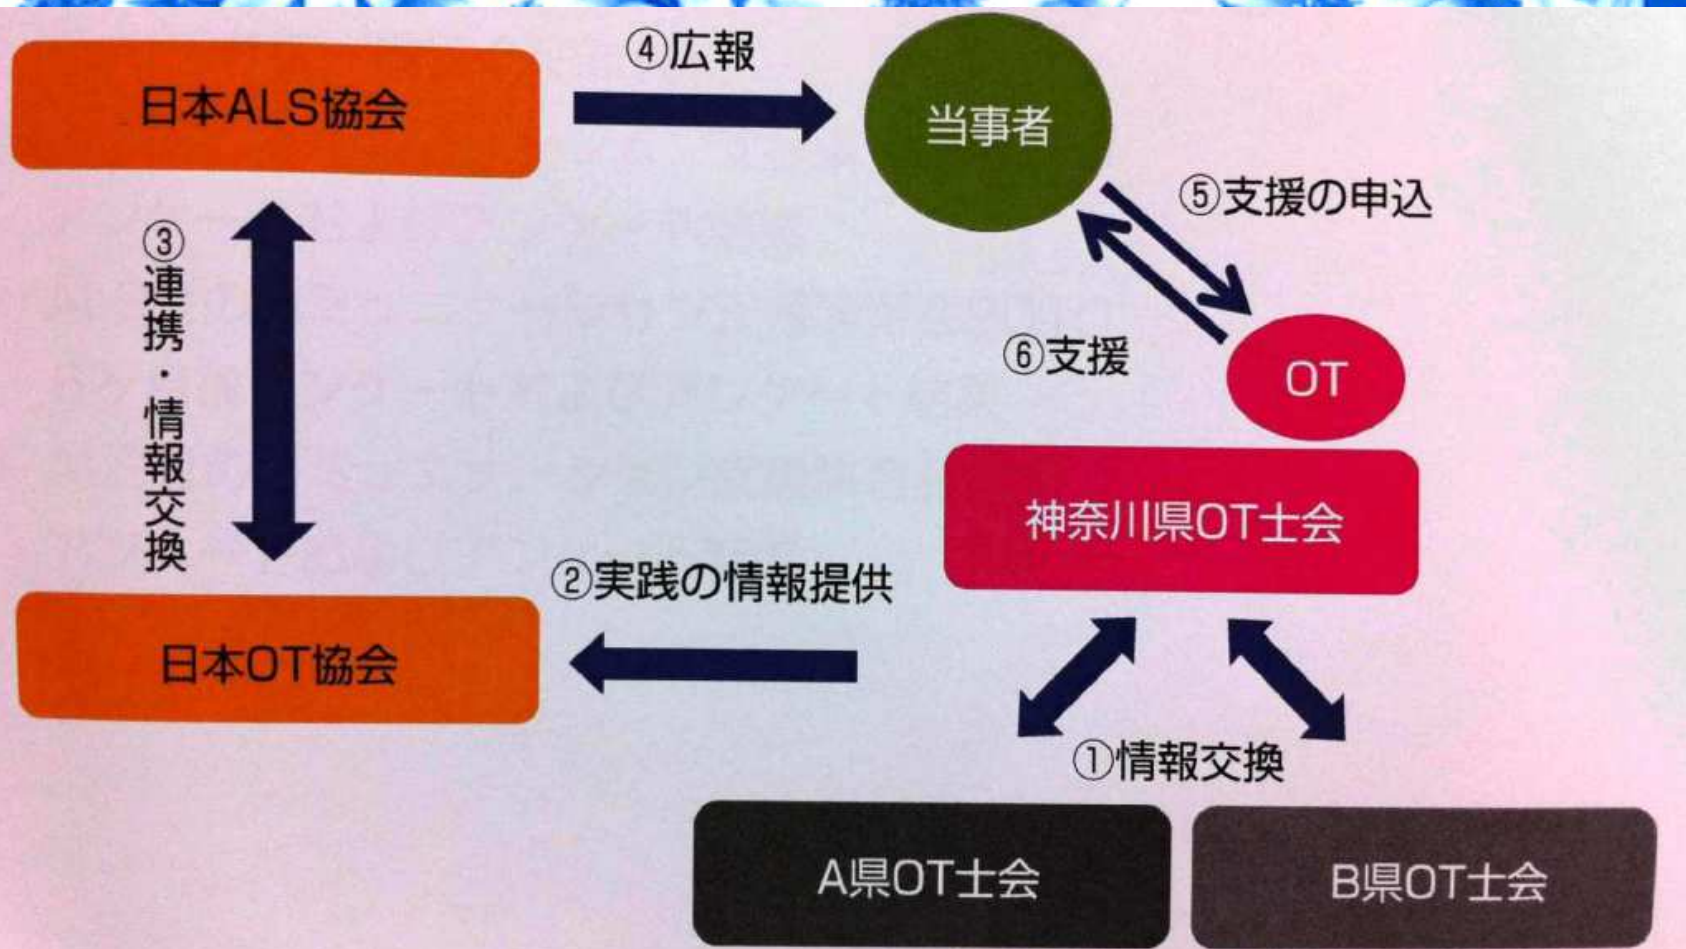 ④広報
日本ALS協会
当事者
⑤支援の申込
③連携・情報交換
⑥支援
OT
神奈川県OT士会
②実践の情報提供
日本OT協会
①情報交換
A県OT士会
B県OT士会